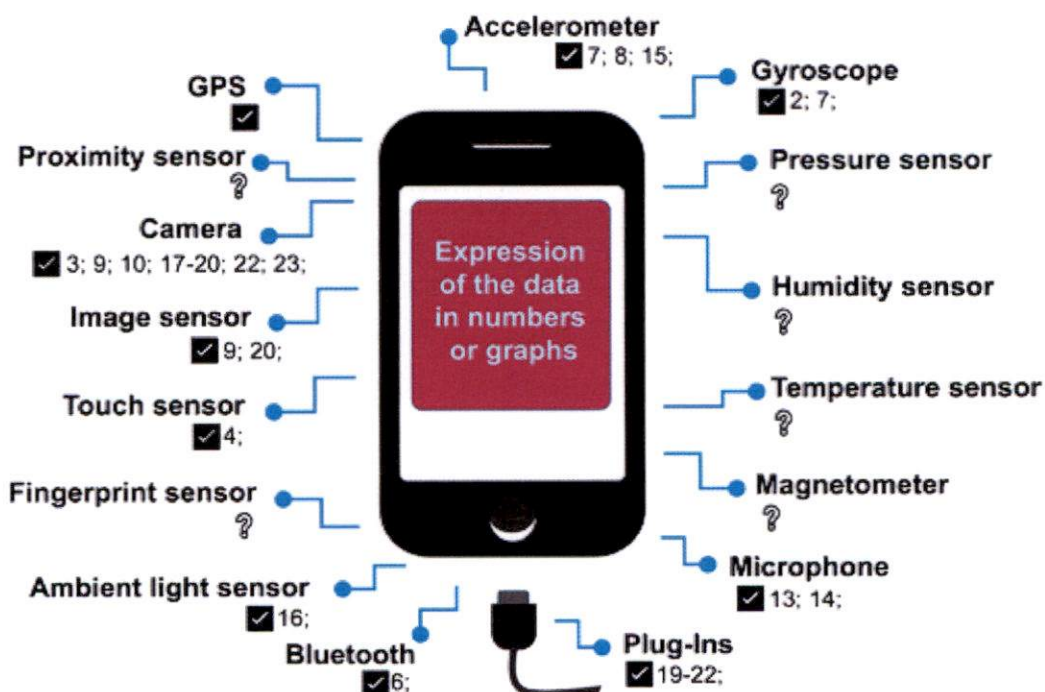 Accelerometer
✓ 7; 8; 15;
GPS
✓
Gyroscope
✓ 2; 7;
Proximity sensor
?
Pressure sensor
?
Camera
✓ 3; 9; 10; 17-20; 22; 23;
Expression
of the data
in numbers
or graphs
Humidity sensor
?
Image sensor
✓ 9; 20;
Touch sensor
✓ 4;
Temperature sensor
?
Fingerprint sensor
?
Magnetometer
?
Ambient light sensor
✓ 16;
Microphone
✓ 13; 14;
Bluetooth
✓ 6;
Plug-Ins
✓ 19-22;